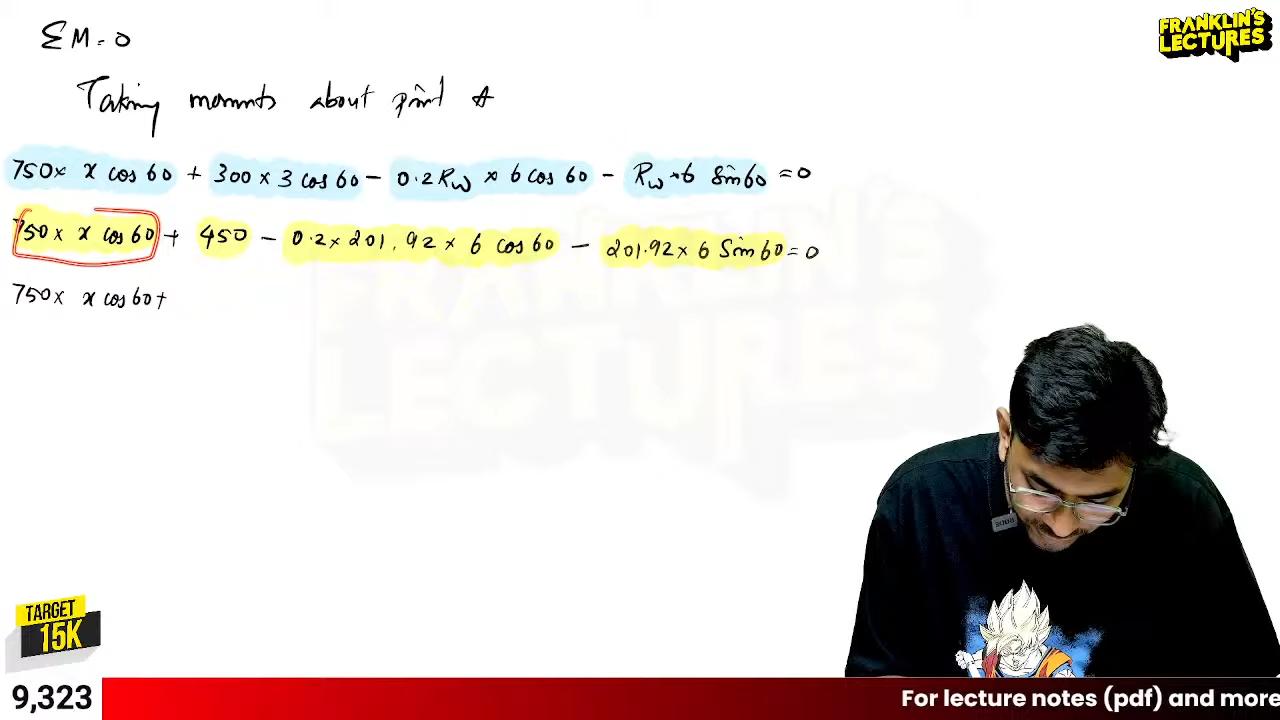 ΣM = 0
Taking moments about point A
750 × x cos 60 + 300 × 3 cos 60 - 0.2 Rw × 6 cos 60 - Rw × 6 Sin 60 = 0
750 × x cos 60 + 450 - 0.2 × 201.92 × 6 cos 60 - 201.92 × 6 Sin 60 = 0
750 × x cos 60 +
FRANKLIN'S
LECTURES
FRANKLIN'S
LECTURES
TARGET
15K
9,323
For lecture notes (pdf) and more